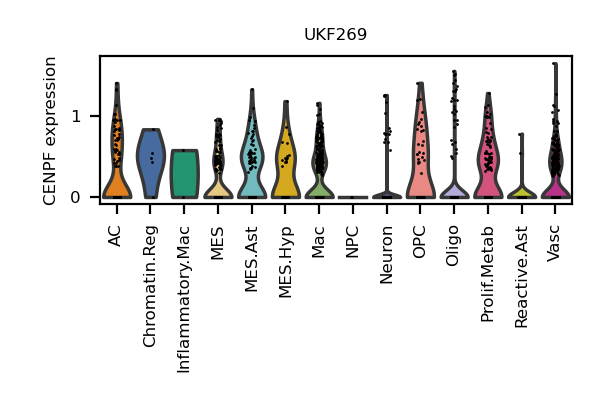 UKF269
CENPF expression
1
0
AC
Chromatin.Reg
Inflammatory.Mac
MES
MES.Ast
MES.Hyp
Mac
NPC
Neuron
OPC
Oligo
Prolif.Metab
Reactive.Ast
Vasc